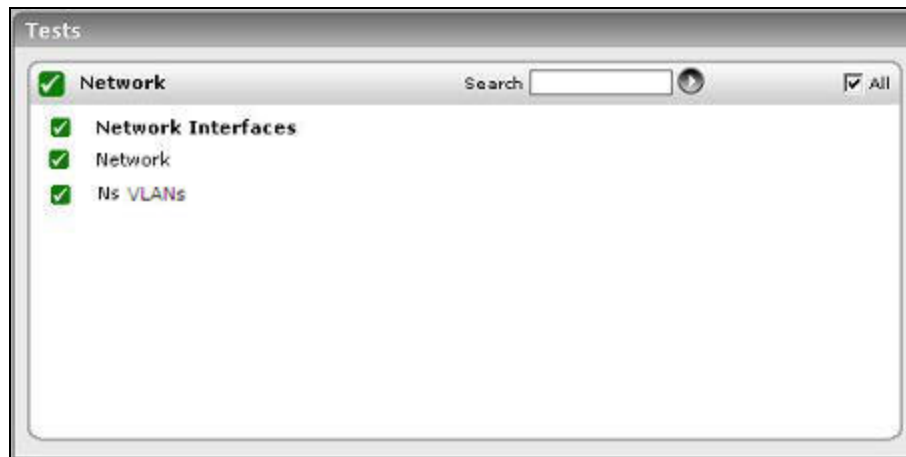 Tests
Network Search All
Network Interfaces
Network
Ns VLANs